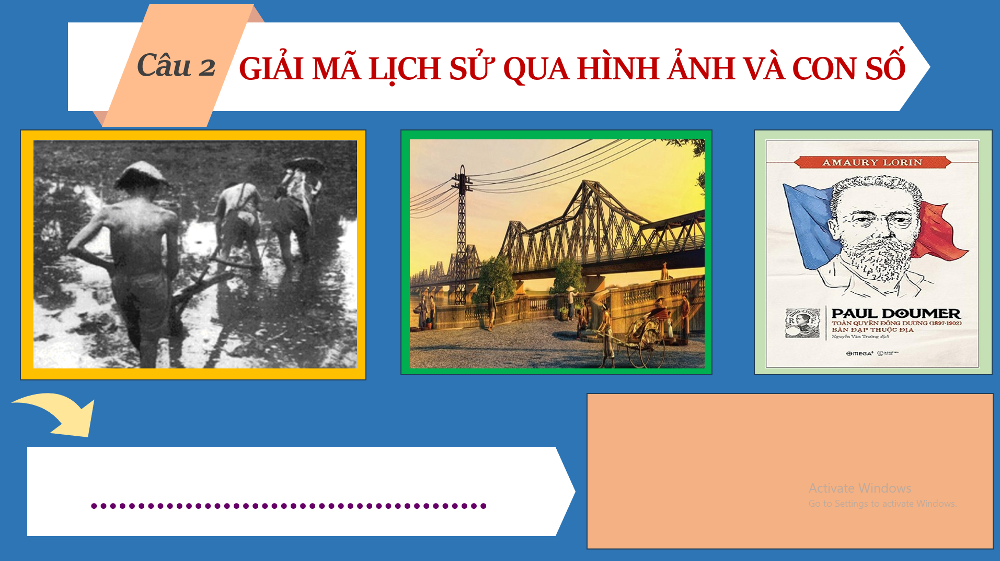 Câu 2
GIẢI MÃ LỊCH SỬ QUA HÌNH ẢNH VÀ CON SỐ
AMAURY LORIN
PAUL DOUMER
TOÀN QUYỀN ĐÔNG DƯƠNG (1897-1902)
BÀN ĐẠP THUỘC ĐỊA
Nguyễn Văn Trường dịch
OMEGA+
..........................................
Activate Windows
Go to Settings to activate Windows.